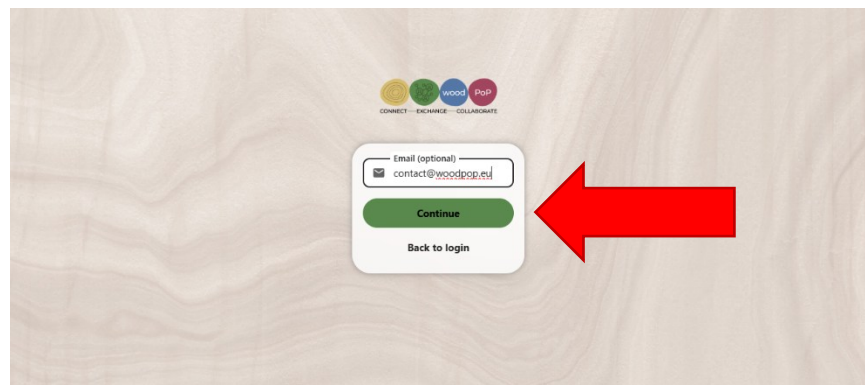 wood PoP
CONNECT EXCHANGE COLLABORATE
Email (optional)
contact@woodpop.eu
Continue
Back to login